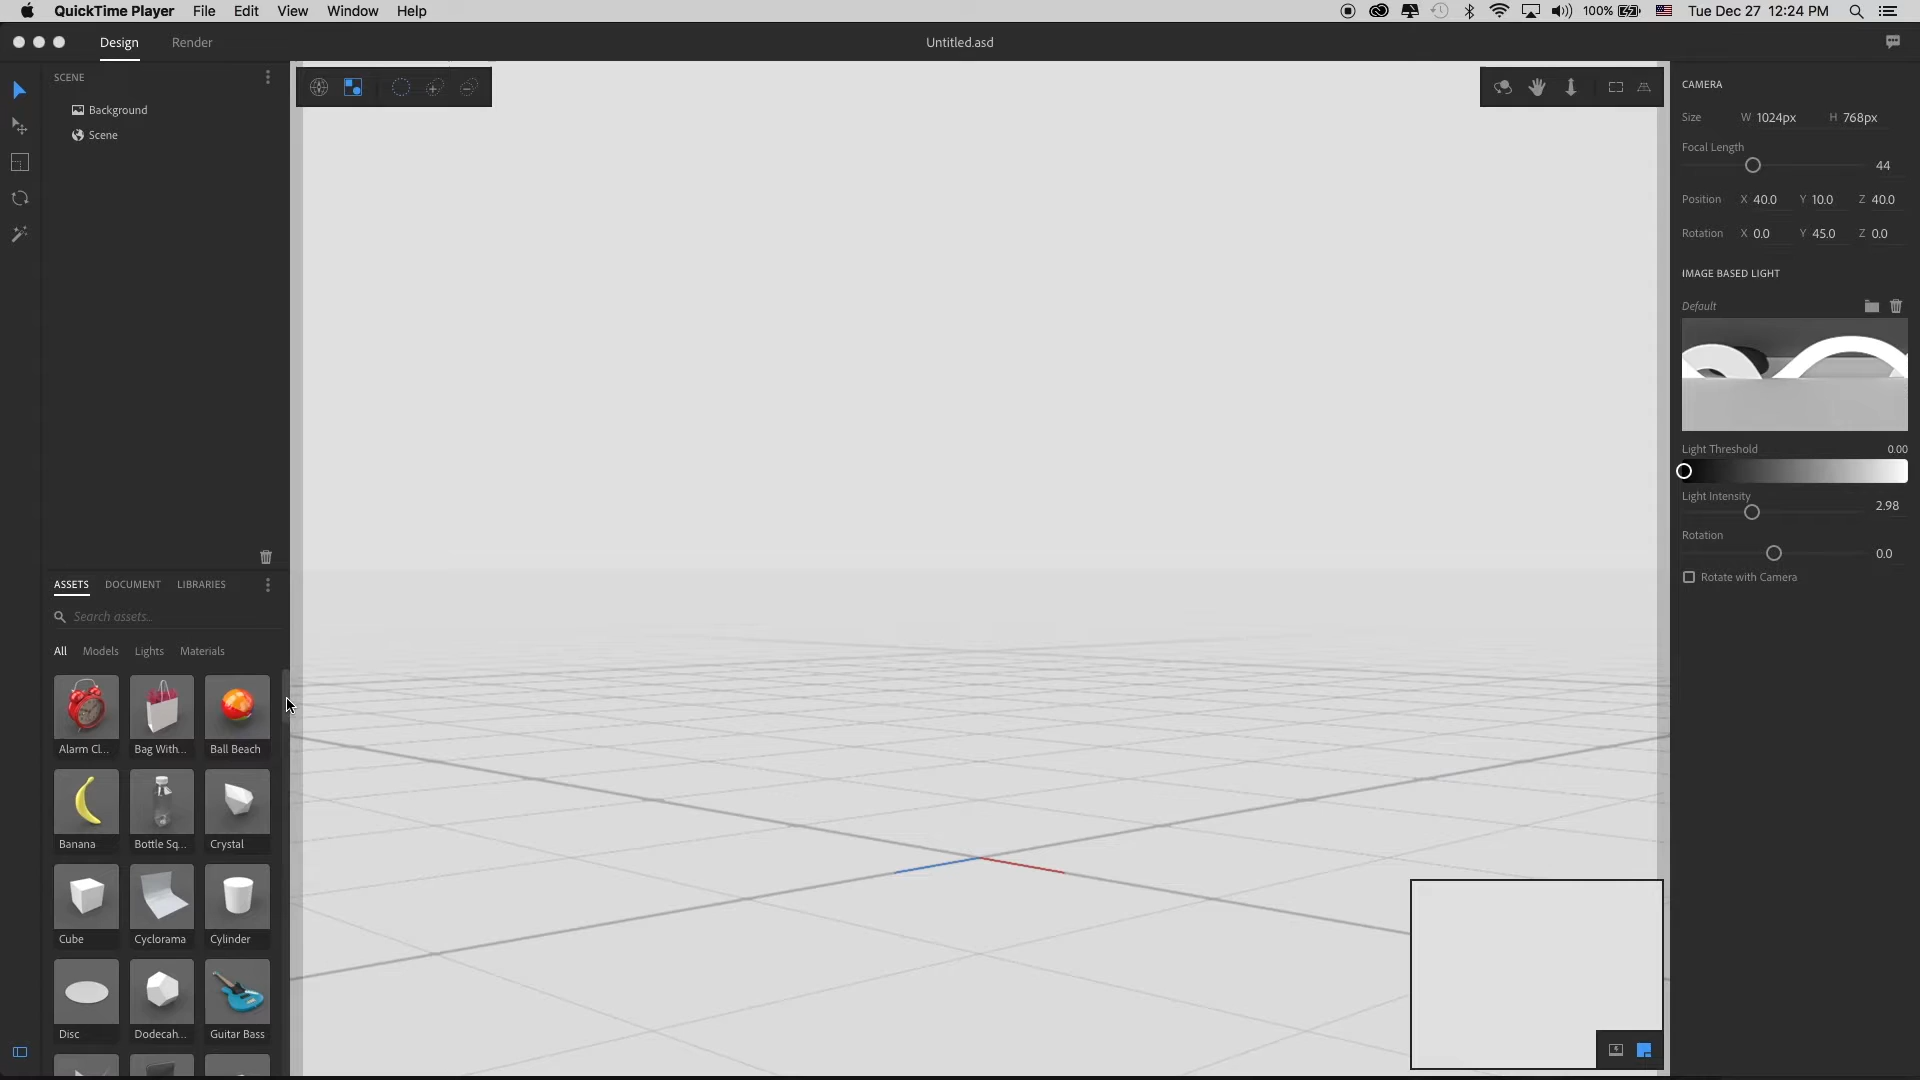 QuickTime Player File Edit View Window Help 100% Tue Dec 27 12:24 PM
Design Render Untitled.asd
SCENE
Background
Scene
ASSETS DOCUMENT LIBRARIES
Search assets...
All Models Lights Materials
Alarm Cl... Bag With... Ball Beach
Banana Bottle Sq... Crystal
Cube Cyclorama Cylinder
Disc Dodecah... Guitar Bass
CAMERA
Size W 1024px H 768px
Focal Length
44
Position X 40.0 Y 10.0 Z 40.0
Rotation X 0.0 Y 45.0 Z 0.0
IMAGE BASED LIGHT
Default
Light Threshold 0.00
Light Intensity
2.98
Rotation
0.0
Rotate with Camera